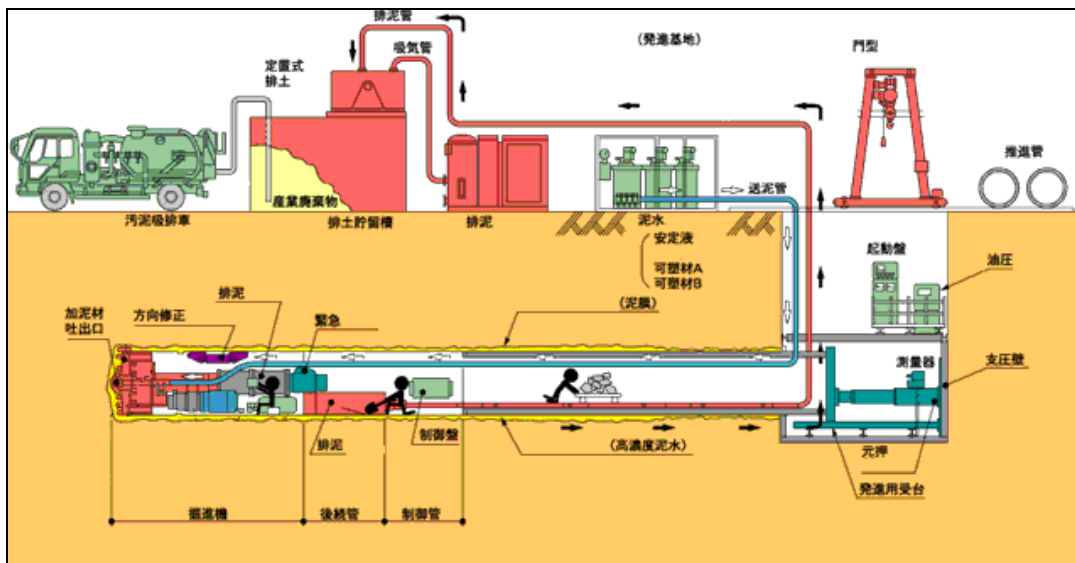 排泥管
(発進基地)
門型
吸気管
定置式
排土
推進管
送泥管
産業廃棄物
汚泥吸排車
排土貯留槽
排泥
泥水
安定液
可塑材A
可塑材B
起動盤
油圧
加泥材
吐出口
方向修正
排泥
緊急
(泥膜)
測量器
支圧壁
排泥
制御盤
(高濃度泥水)
元押
発進用受台
掘進機
後続管
制御管